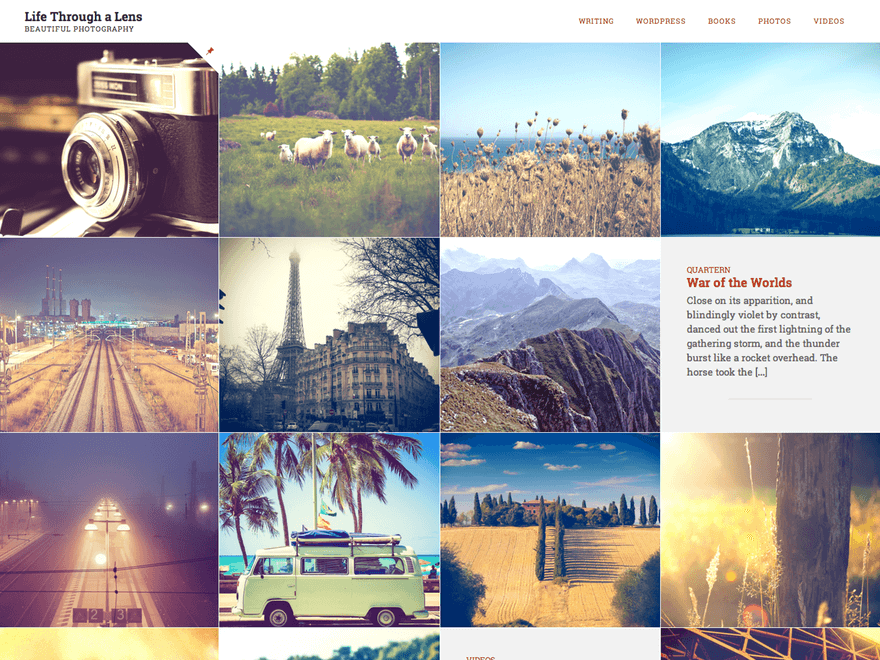 Life Through a Lens
BEAUTIFUL PHOTOGRAPHY
WRITING WORDPRESS BOOKS PHOTOS VIDEOS
QUARTERN
War of the Worlds
Close on its apparition, and
blindingly violet by contrast,
danced out the first lightning of the
gathering storm, and the thunder
burst like a rocket overhead. The
horse took the [...]
2 3
VIDEOS